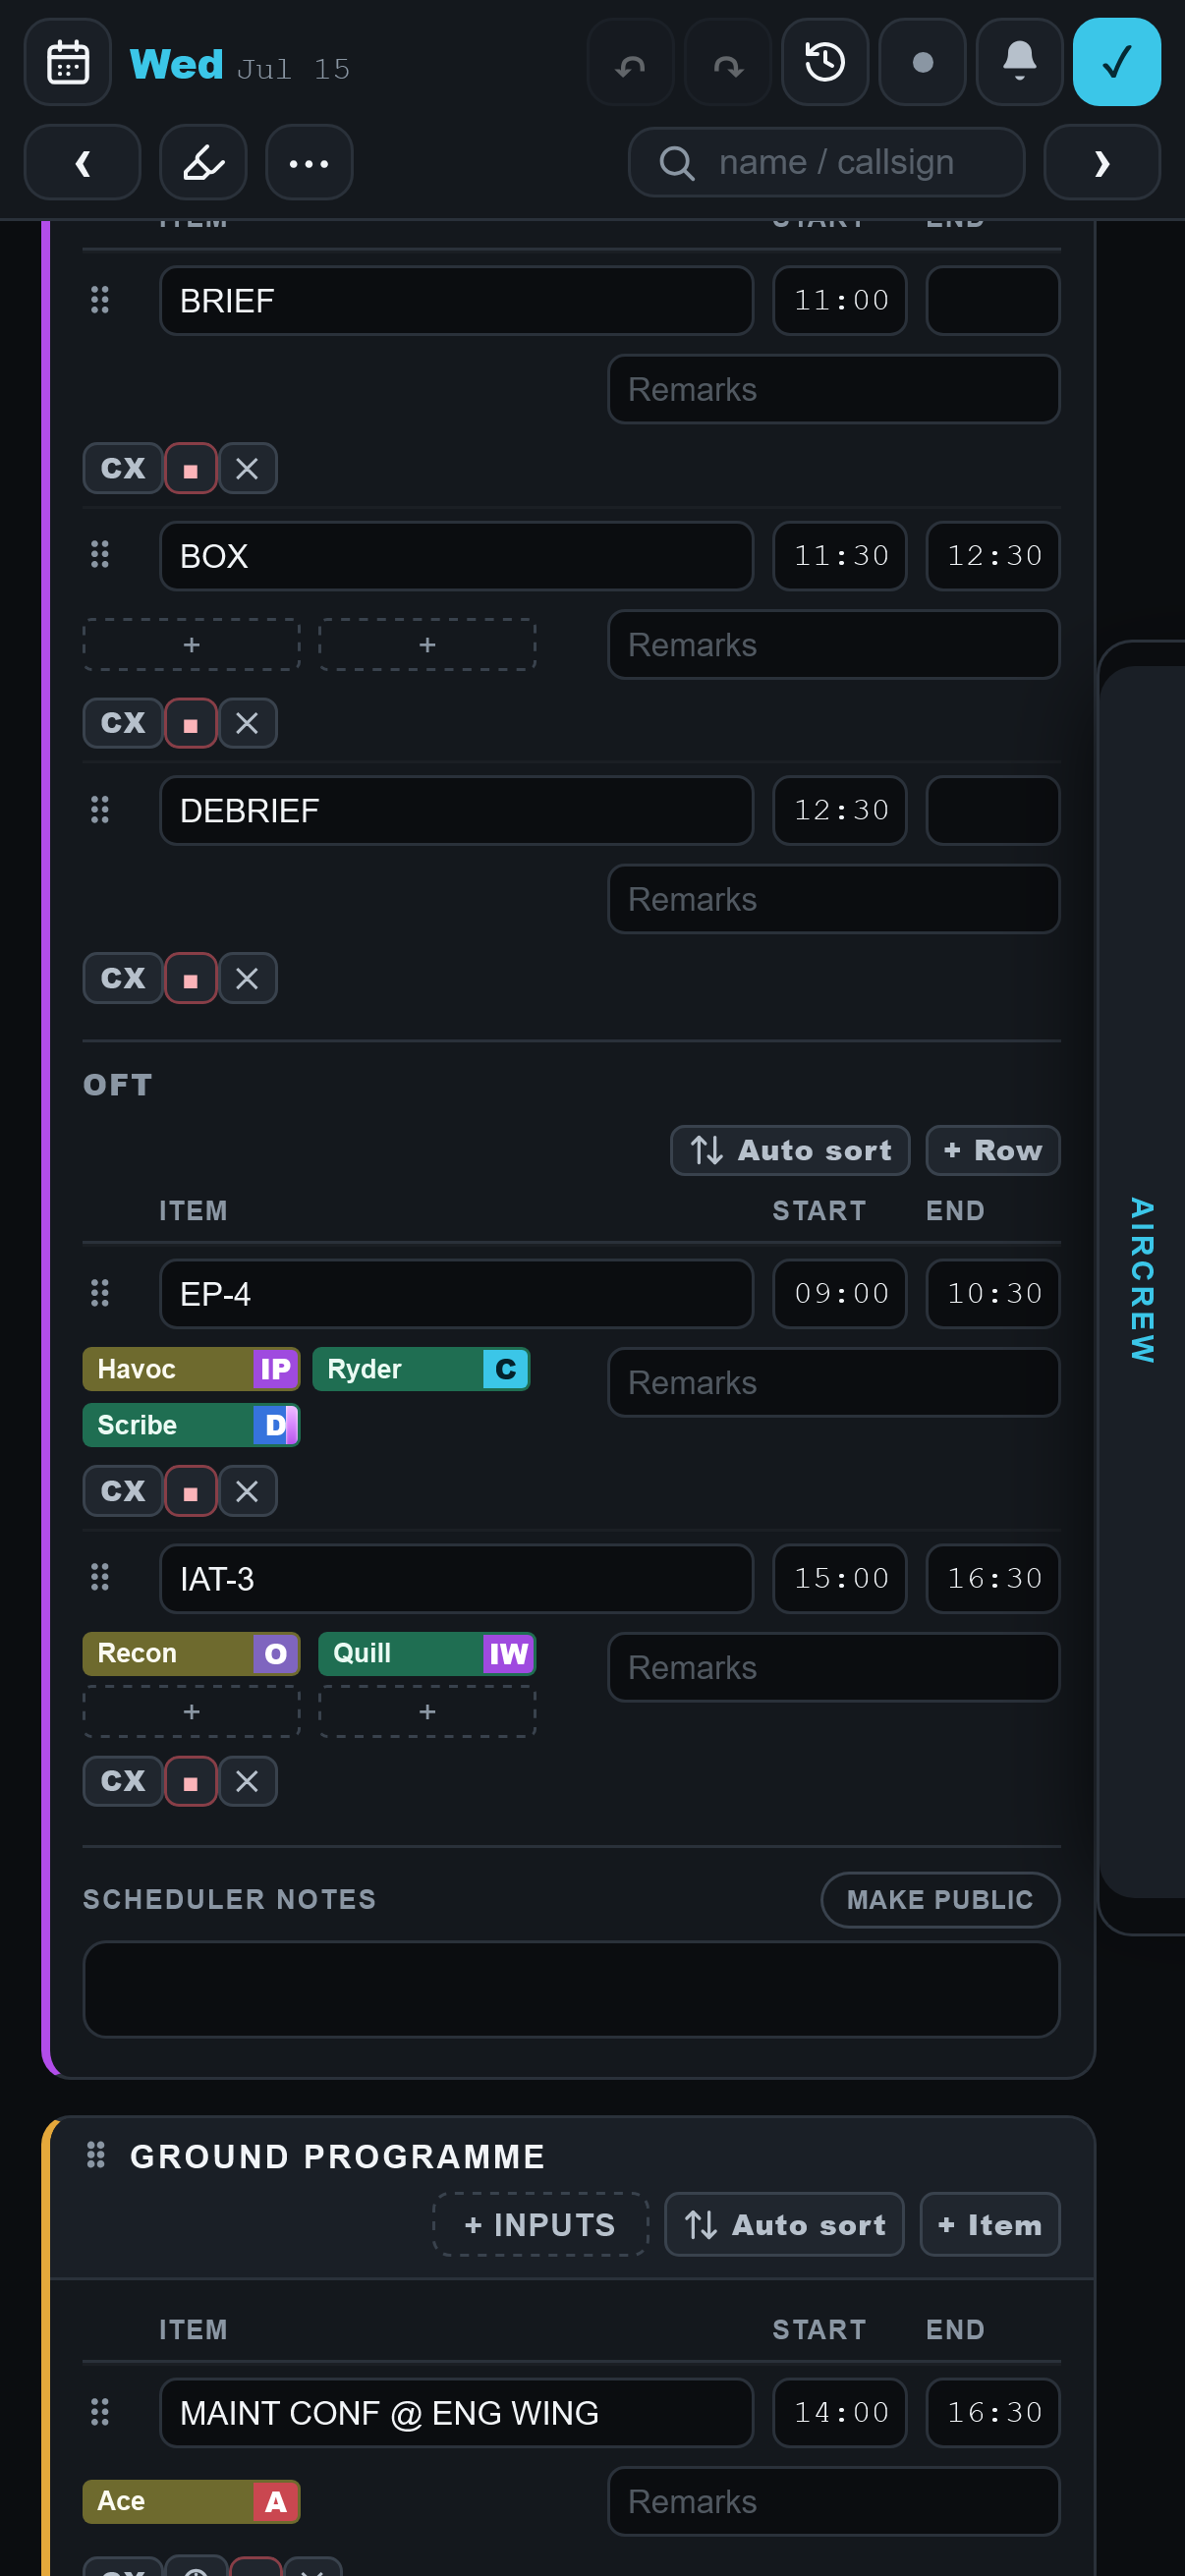 Wed Jul 15
name / callsign
ITEM START END
BRIEF 11:00
Remarks
CX
BOX 11:30 12:30
+ + Remarks
CX
DEBRIEF 12:30
Remarks
CX
OFT
Auto sort + Row
ITEM START END
EP-4 09:00 10:30
Havoc IP Ryder C Remarks
Scribe D
CX
IAT-3 15:00 16:30
Recon O Quill IW Remarks
+ +
CX
SCHEDULER NOTES MAKE PUBLIC
GROUND PROGRAMME
+ INPUTS Auto sort + Item
ITEM START END
MAINT CONF @ ENG WING 14:00 16:30
Ace A Remarks
CX
AIRCREW